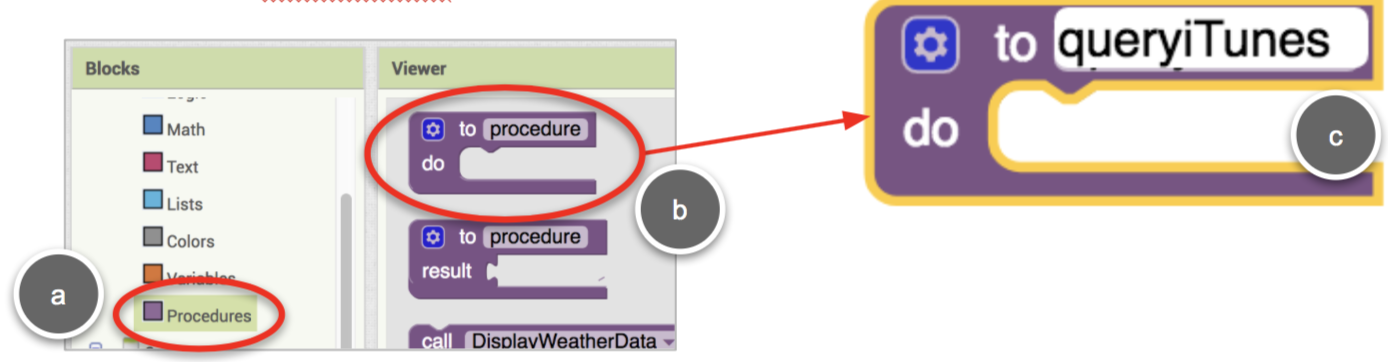 Blocks
Math
Text
Lists
Colors
Variables
Procedures
a
Viewer
to procedure
do
to procedure
result
call DisplayWeatherData
b
to queryiTunes
do
c